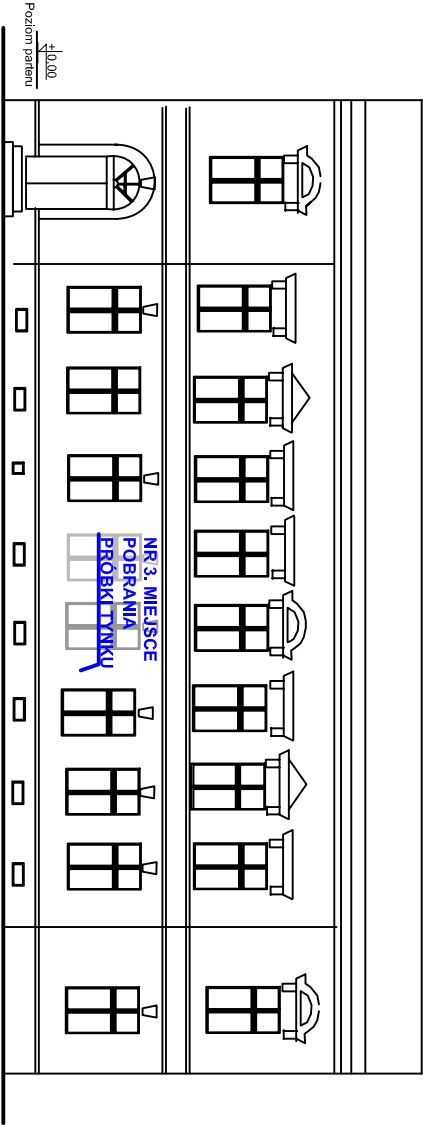 +0,00
Poziom parteru
NR 3. MIEJSCE
POBRANIA
PRÓBKI TYNKU